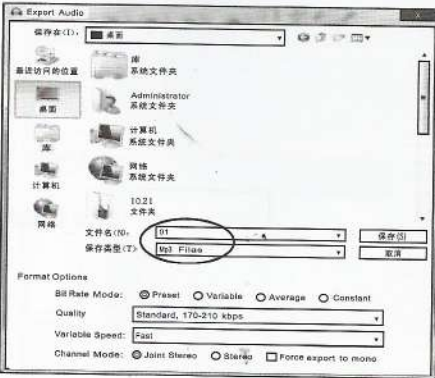 Export Audio
保存在(I): 桌面
最近访问的位置
桌面
库
计算机
网络
库
系统文件夹
Administrator
系统文件夹
计算机
系统文件夹
网络
系统文件夹
10.21
文件夹
文件名(N): 01 保存(S)
保存类型(T) Mp3 Files 取消
Format Options
Bit Rate Mode: Preset Variable Average Constant
Quality Standard, 170-210 kbps
Variable Speed: Fast
Channel Mode: Joint Stereo Stereo Force export to mono